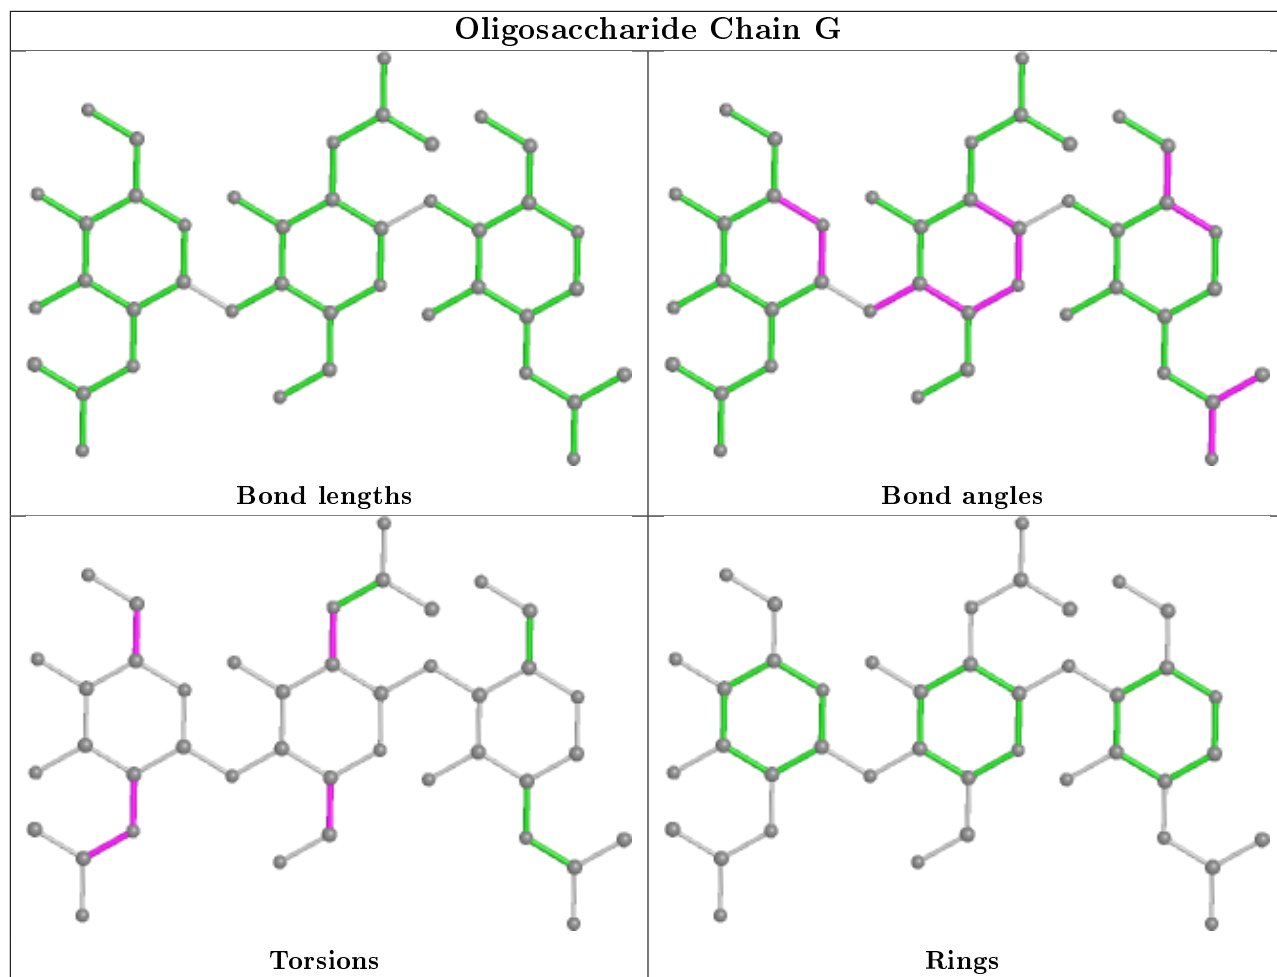 Oligosaccharide Chain G
Bond lengths
Bond angles
Torsions
Rings